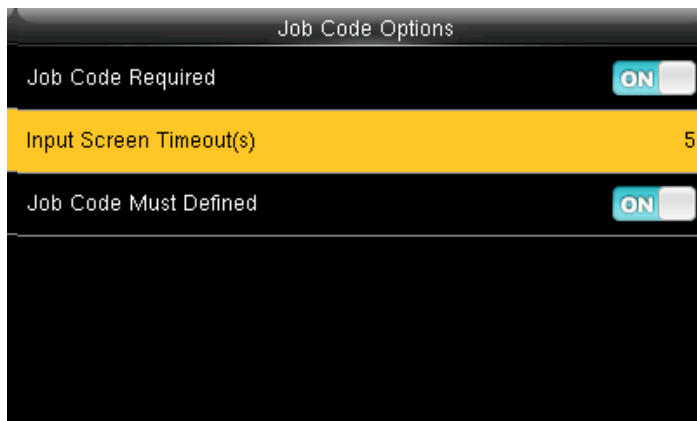 Job Code Options
Job Code Required ON
Input Screen Timeout(s) 5
Job Code Must Defined ON